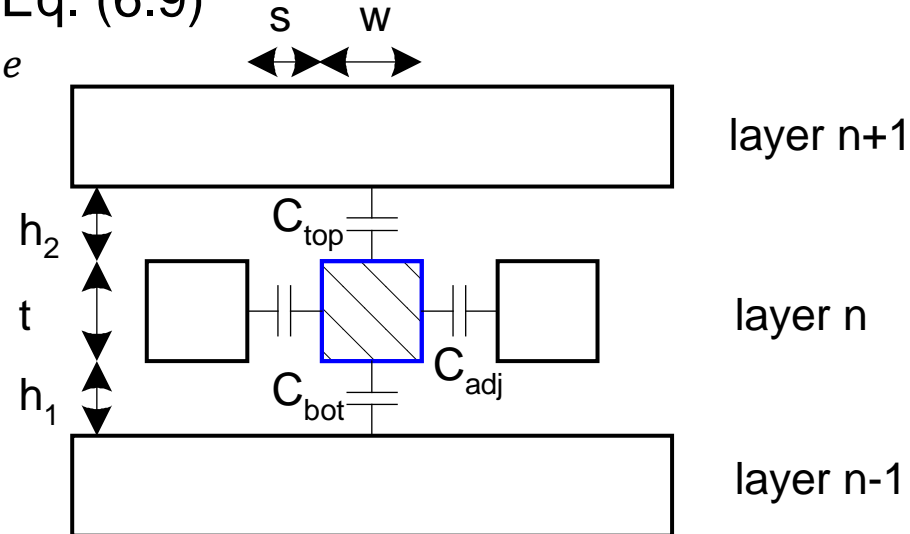 Eq. (6.9)
s w
e
layer n+1
h2
Ctop
t
layer n
Cadj
h1
Cbot
layer n-1